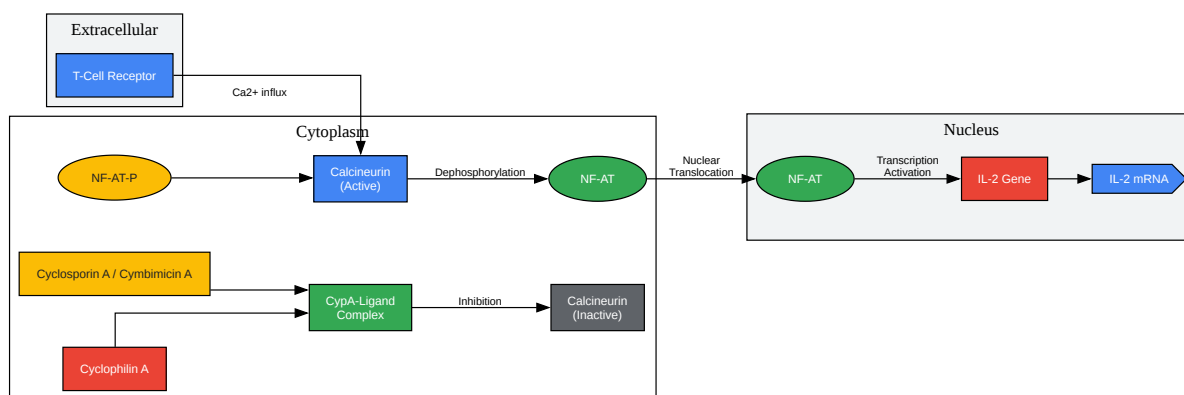 Extracellular
T-Cell Receptor
Ca2+ influx
Cytoplasm
NF-AT-P
Calcineurin
(Active)
Dephosphorylation
NF-AT
Nuclear
Translocation
Nucleus
NF-AT
Transcription
Activation
IL-2 Gene
IL-2 mRNA
Cyclosporin A / Cymbimicin A
CypA-Ligand
Complex
Inhibition
Calcineurin
(Inactive)
Cyclophilin A